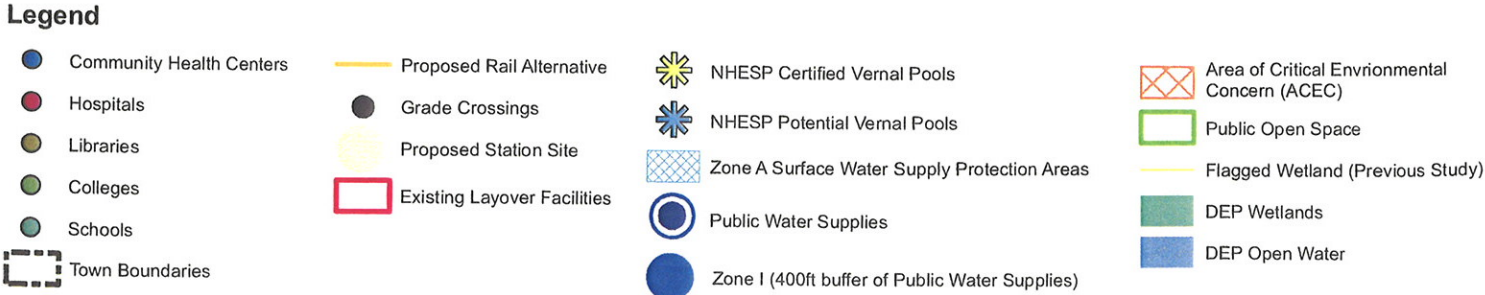 Legend
Community Health Centers
Hospitals
Libraries
Colleges
Schools
Town Boundaries
Proposed Rail Alternative
Grade Crossings
Proposed Station Site
Existing Layover Facilities
NHESP Certified Vernal Pools
NHESP Potential Vernal Pools
Zone A Surface Water Supply Protection Areas
Public Water Supplies
Zone I (400ft buffer of Public Water Supplies)
Area of Critical Envrionmental
Concern (ACEC)
Public Open Space
Flagged Wetland (Previous Study)
DEP Wetlands
DEP Open Water